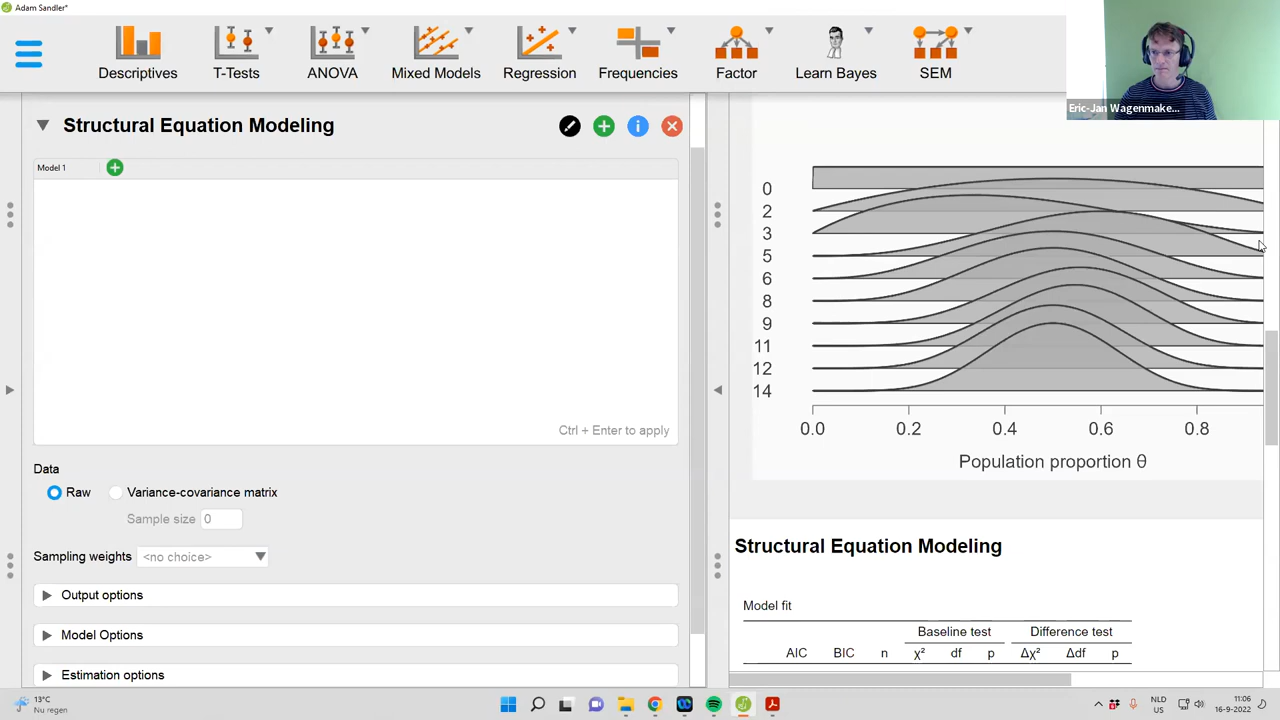 Adam Sandler*
Descriptives
T-Tests
ANOVA
Mixed Models
Regression
Frequencies
Factor
Learn Bayes
SEM
Eric-Jan Wagenmake...
Structural Equation Modeling
Model 1
Ctrl + Enter to apply
Data
Raw
Variance-covariance matrix
Sample size 0
Sampling weights <no choice>
Output options
Model Options
Estimation options
0
2
3
5
6
8
9
11
12
14
0.0 0.2 0.4 0.6 0.8
Population proportion θ
Structural Equation Modeling
Model fit
Baseline test Difference test
AIC BIC n χ² df p Δχ² Δdf p
13°C
Nu regen
NLD
US
11:06
16-9-2022